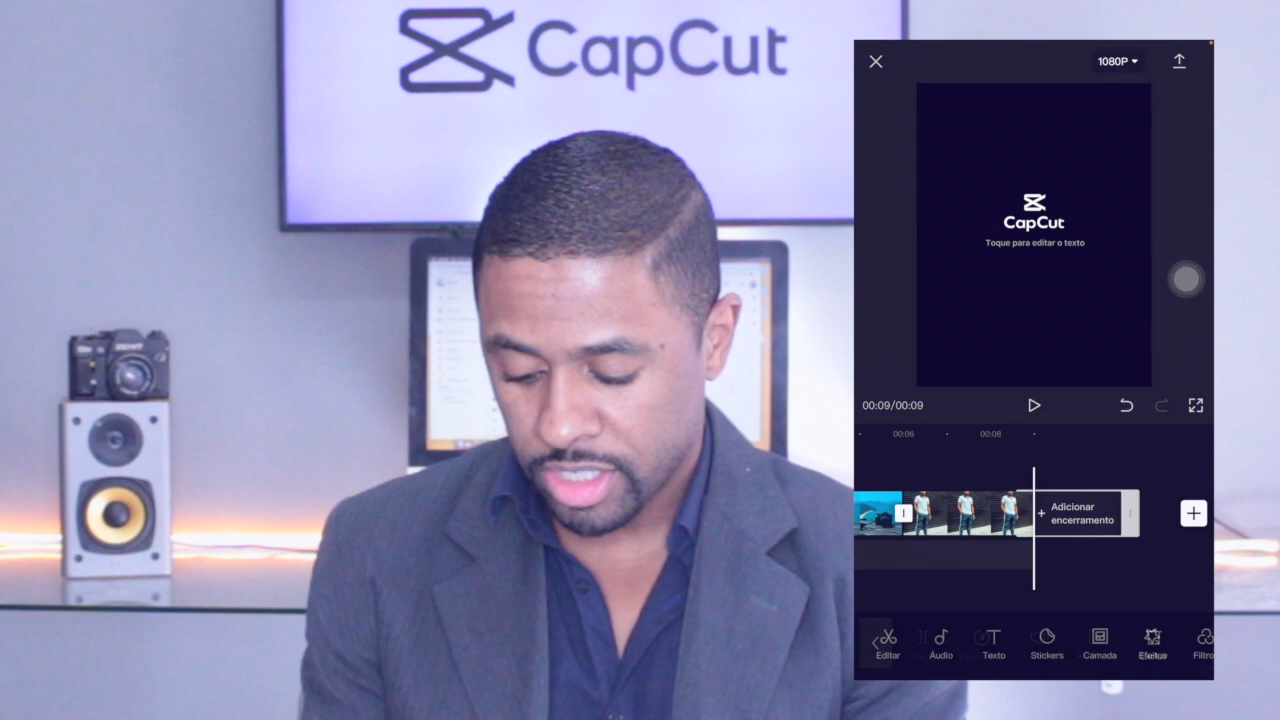 CapCut
1080P
CapCut
Toque para editar o texto
00:09/00:09
00:06
00:08
+ Adicionar
encerramento
Editar
Áudio
Texto
Stickers
Camada
Filtro